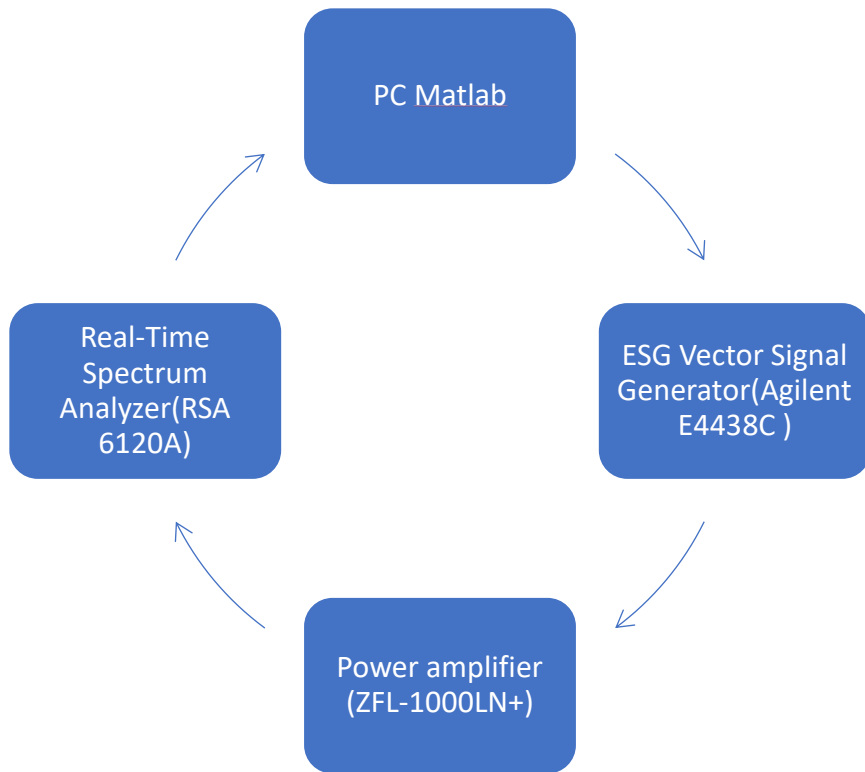 PC Matlab
Real-Time
Spectrum
Analyzer(RSA
6120A)
ESG Vector Signal
Generator(Agilent
E4438C )
Power amplifier
(ZFL-1000LN+)